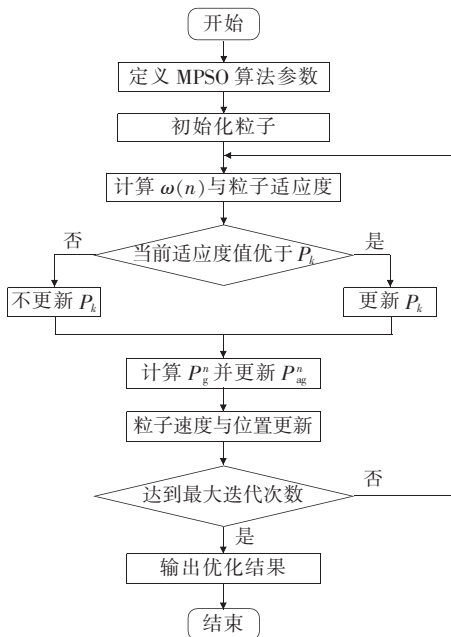 开始
定义 MPSO 算法参数
初始化粒子
计算 ω(n)与粒子适应度
否
当前适应度值优于 Pₖ
是
不更新 Pₖ
更新 Pₖ
计算 P_g^n 并更新 P_ag^n
粒子速度与位置更新
达到最大迭代次数
否
是
输出优化结果
结束